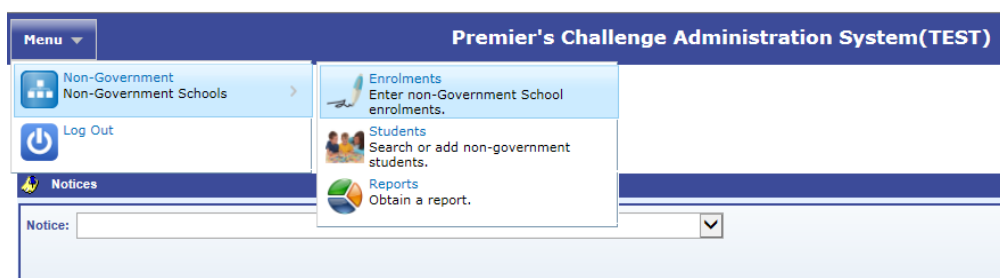 Menu
Premier's Challenge Administration System(TEST)
Non-Government
Non-Government Schools
Log Out
Enrolments
Enter non-Government School
enrolments.
Students
Search or add non-government
students.
Reports
Obtain a report.
Notices
Notice: